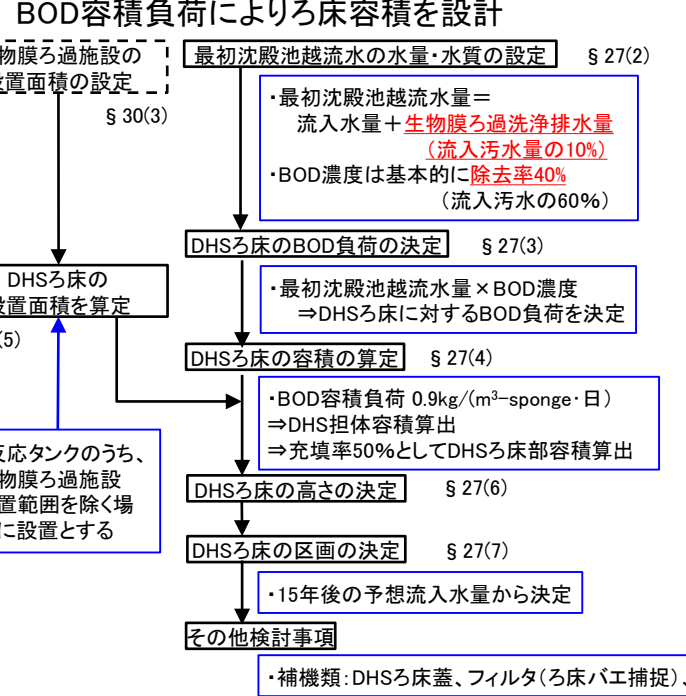 BOD容積負荷によりろ床容積を設計
物膜ろ過施設の
設置面積の設定
§30(3)
最初沈殿池越流水の水量・水質の設定
§27(2)
・最初沈殿池越流水量＝
流入水量＋生物膜ろ過洗浄排水量
(流入汚水量の10%)
・BOD濃度は基本的に除去率40%
(流入汚水の60%)
DHSろ床のBOD負荷の決定
§27(3)
・最初沈殿池越流水量×BOD濃度
⇒DHSろ床に対するBOD負荷を決定
DHSろ床の
設置面積を算定
(5)
DHSろ床の容積の算定
§27(4)
・BOD容積負荷 0.9kg/(m³-sponge・日)
⇒DHS担体容積算出
⇒充填率50%としてDHSろ床部容積算出
反応タンクのうち、
物膜ろ過施設
置範囲を除く場
に設置とする
DHSろ床の高さの決定
§27(6)
DHSろ床の区画の決定
§27(7)
・15年後の予想流入水量から決定
その他検討事項
・補機類：DHSろ床蓋、フィルタ(ろ床バエ捕捉)、